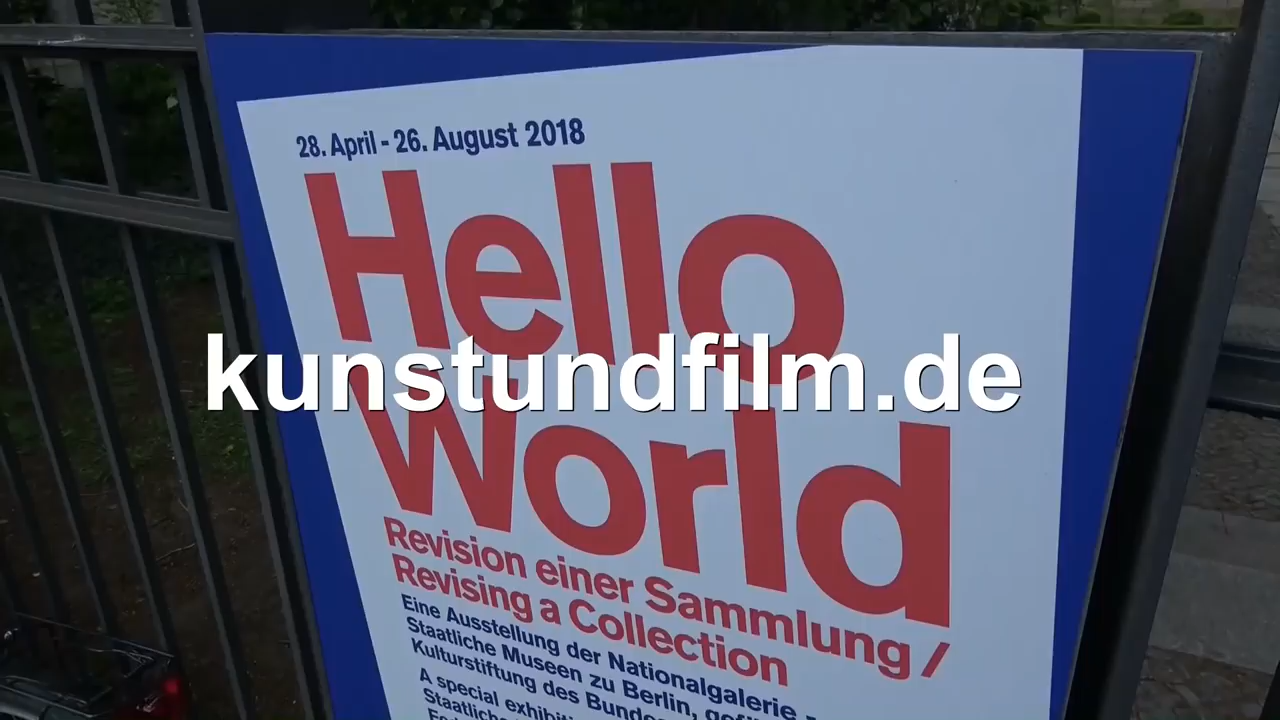 28. April - 26. August 2018
Hello
kunstundfilm.de
World
Revision einer Sammlung /
Revising a Collection
Eine Ausstellung der Nationalgalerie -
Staatliche Museen zu Berlin,
Kulturstiftung des
A special